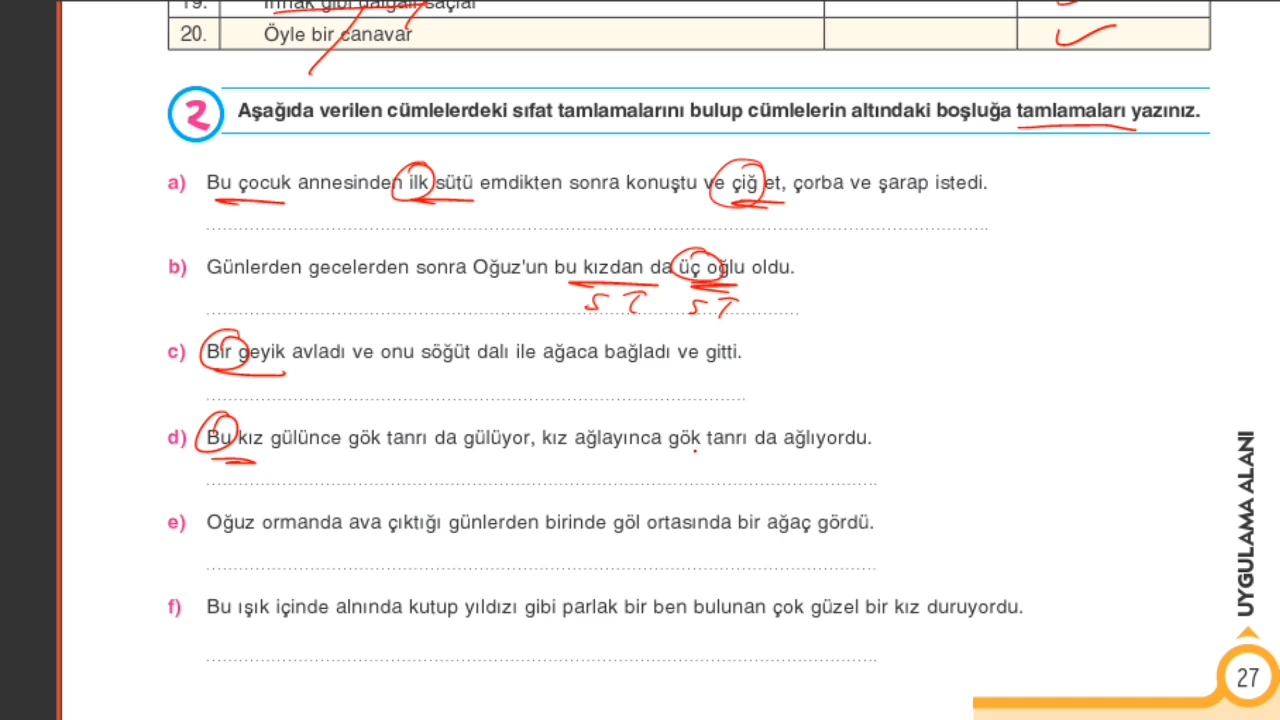 19. Irmak gibi dalgalı saçlar
20. Öyle bir canavar
2 Aşağıda verilen cümlelerdeki sıfat tamlamalarını bulup cümlelerin altındaki boşluğa tamlamaları yazınız.
a) Bu çocuk annesinden ilk sütü emdikten sonra konuştu ve çiğ et, çorba ve şarap istedi.
b) Günlerden gecelerden sonra Oğuz'un bu kızdan da üç oğlu oldu.
S T S T
c) Bir geyik avladı ve onu söğüt dalı ile ağaca bağladı ve gitti.
d) Bu kız gülünce gök tanrı da gülüyor, kız ağlayınca gök tanrı da ağlıyordu.
e) Oğuz ormanda ava çıktığı günlerden birinde göl ortasında bir ağaç gördü.
f) Bu ışık içinde alnında kutup yıldızı gibi parlak bir ben bulunan çok güzel bir kız duruyordu.
UYGULAMA ALANI
27